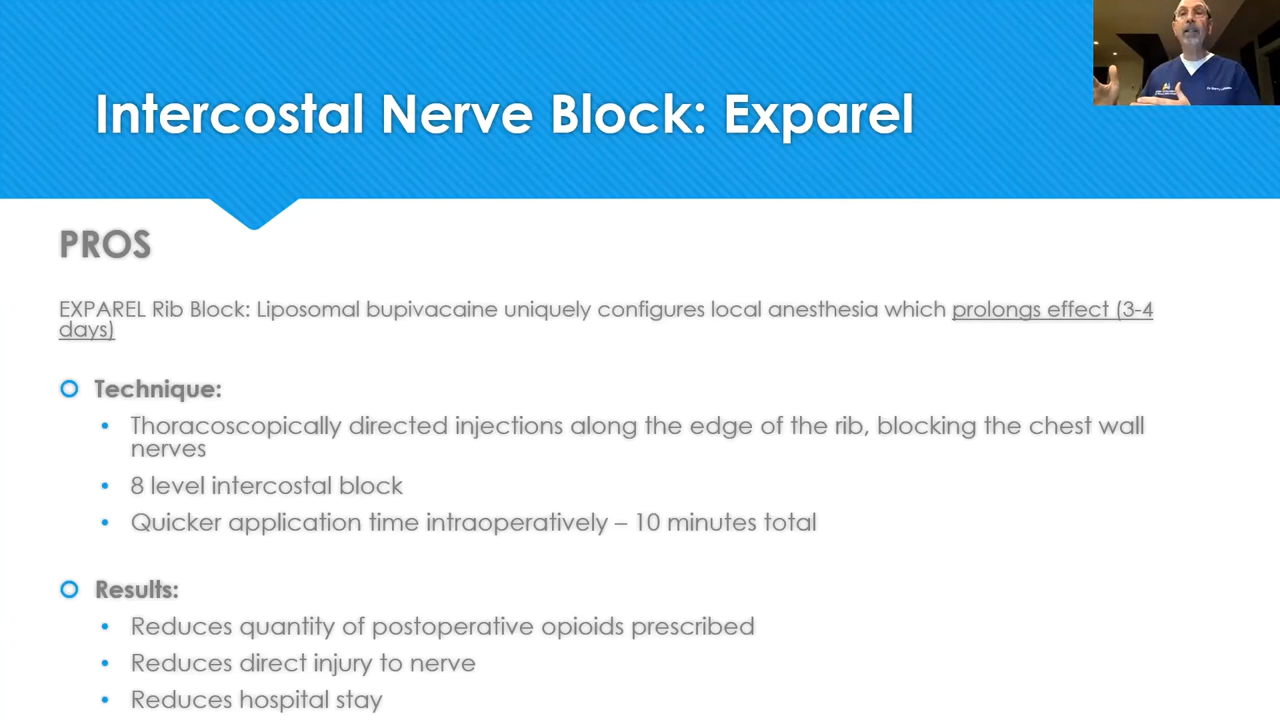 Intercostal Nerve Block: Exparel
PROS
EXPAREL Rib Block: Liposomal bupivacaine uniquely configures local anesthesia which prolongs effect (3-4
days)
Technique:
Thoracoscopically directed injections along the edge of the rib, blocking the chest wall
nerves
8 level intercostal block
Quicker application time intraoperatively – 10 minutes total
Results:
Reduces quantity of postoperative opioids prescribed
Reduces direct injury to nerve
Reduces hospital stay